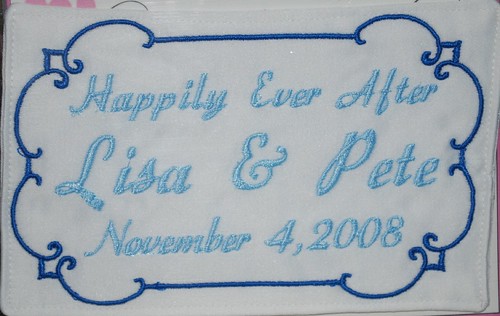 Happily Ever After
Lisa & Pete
November 4, 2008